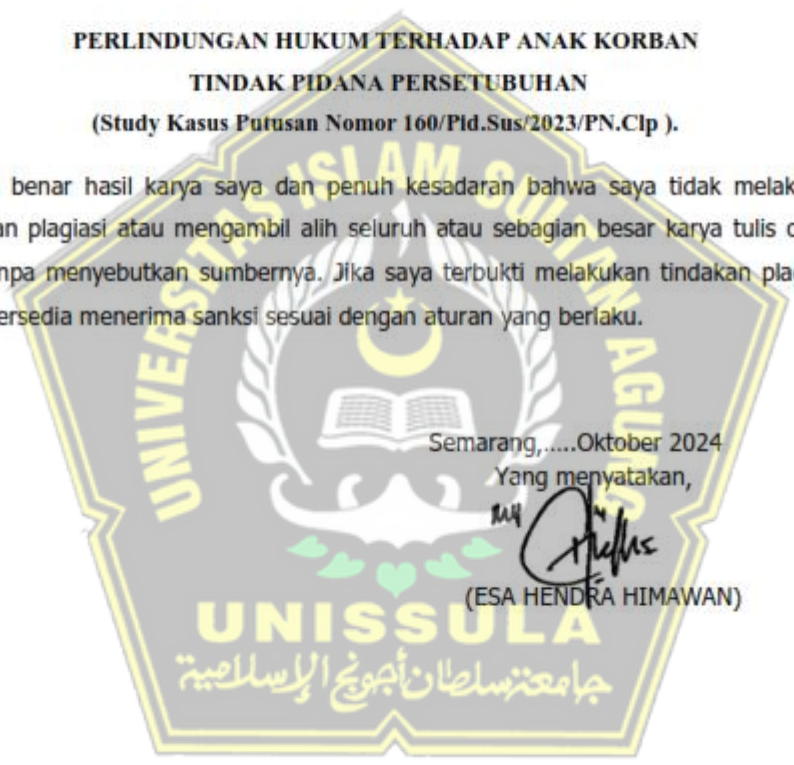 PERLINDUNGAN HUKUM TERHADAP ANAK KORBAN
TINDAK PIDANA PERSETUBUHAN
(Study Kasus Putusan Nomor 160/Pid.Sus/2023/PN.Clp ).
benar hasil karya saya dan penuh kesadaran bahwa saya tidak melak
an plagiasi atau mengambil alih seluruh atau sebagian besar karya tulis
npa menyebutkan sumbernya. Jika saya terbukti melakukan tindakan pla
ersedia menerima sanksi sesuai dengan aturan yang berlaku.
Semarang,.....Oktober 2024
Yang menyatakan,
(ESA HENDRA HIMAWAN)
UNIVERSITAS ISLAM SULTAN AGUNG
UNISSULA
جامعة سلطان أجونج الإسلامية